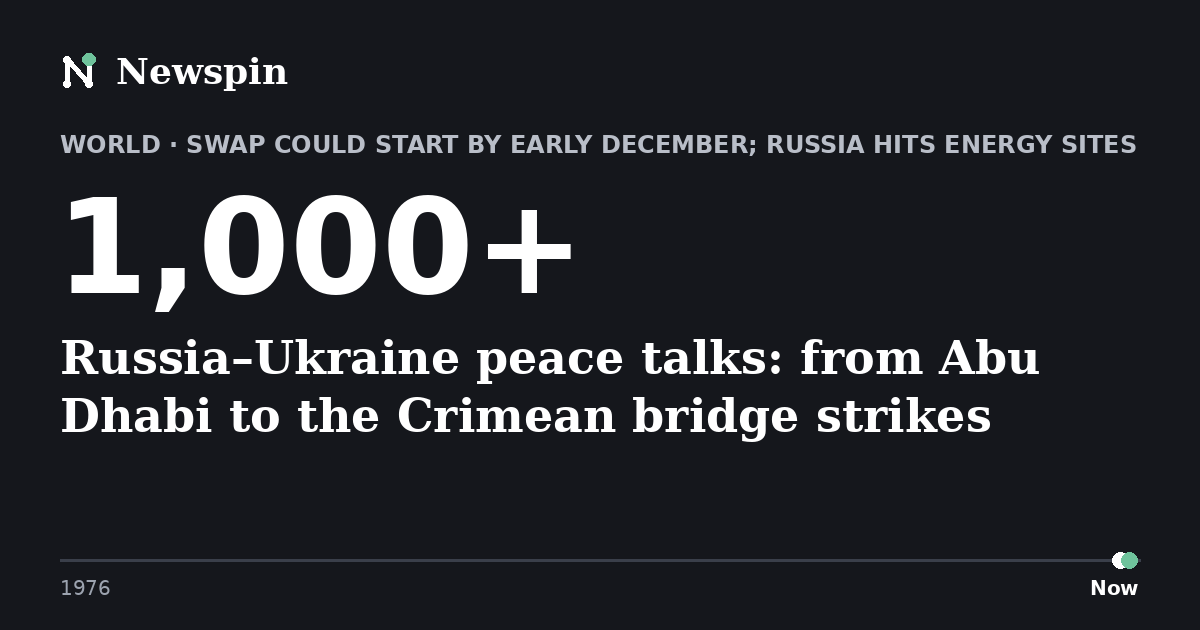 Newspin
WORLD · SWAP COULD START BY EARLY DECEMBER; RUSSIA HITS ENERGY SITES
1,000+
Russia–Ukraine peace talks: from Abu
Dhabi to the Crimean bridge strikes
1976
Now